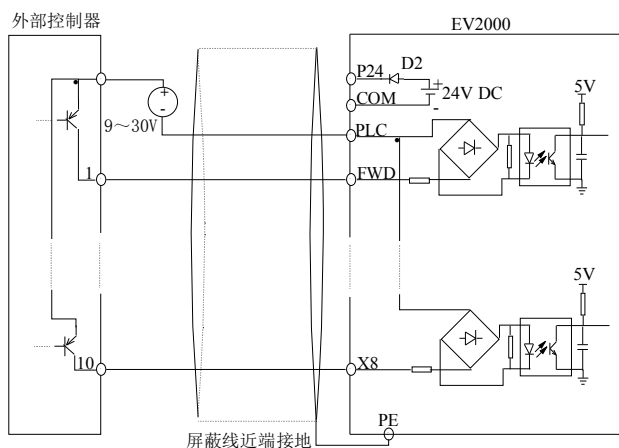 外部控制器
EV2000
P24
D2
5V
+
COM
24V DC
-
+
-
9～30V
PLC
1
FWD
5V
10
X8
PE
屏蔽线近端接地